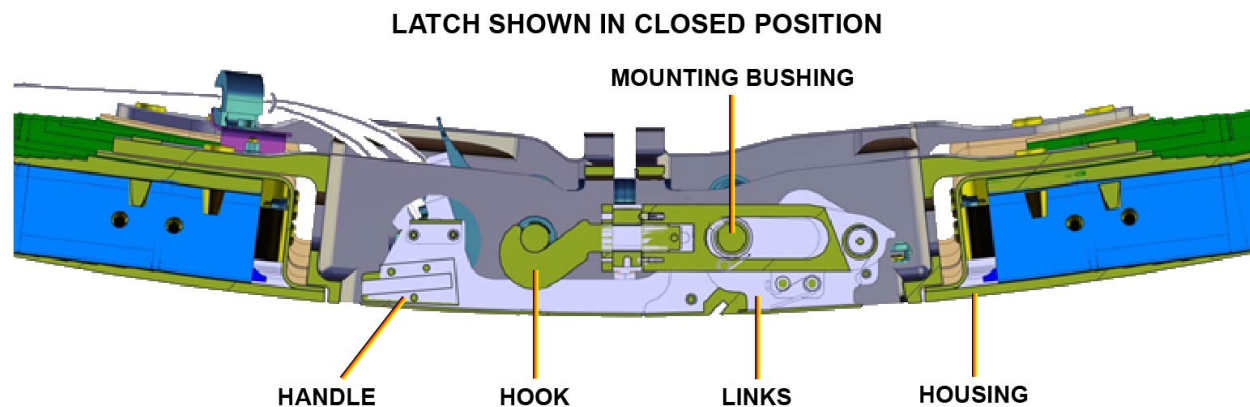 LATCH SHOWN IN CLOSED POSITION
MOUNTING BUSHING
HANDLE
HOOK
LINKS
HOUSING